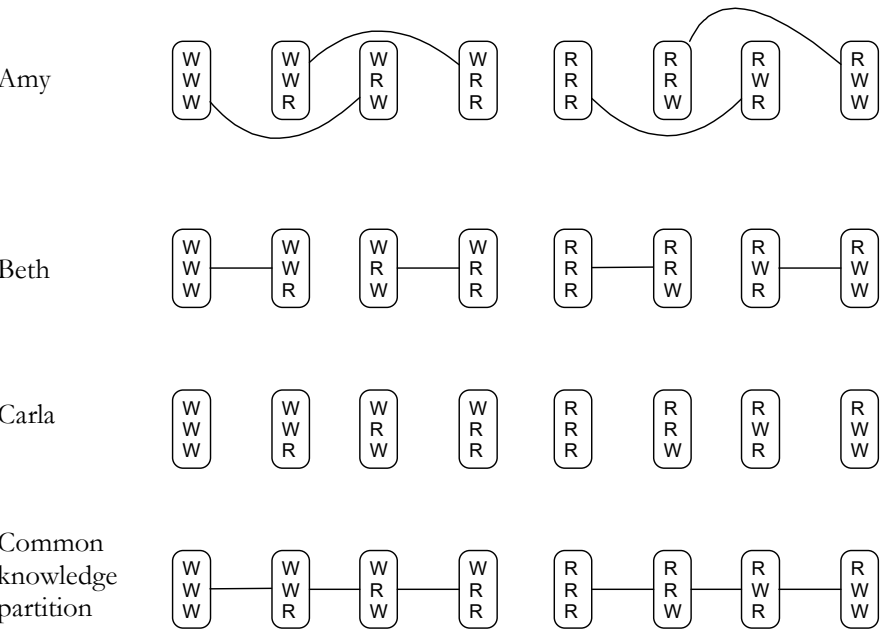 W W W W R R R R
Amy W W R R R R W W
W R W R R W R W
W W W W R R R R
Beth W W R R R R W W
W R W R R W R W
W W W W R R R R
Carla W W R R R R W W
W R W R R W R W
Common W W W W R R R R
knowledge W W R R R R W W
partition W R W R R W R W